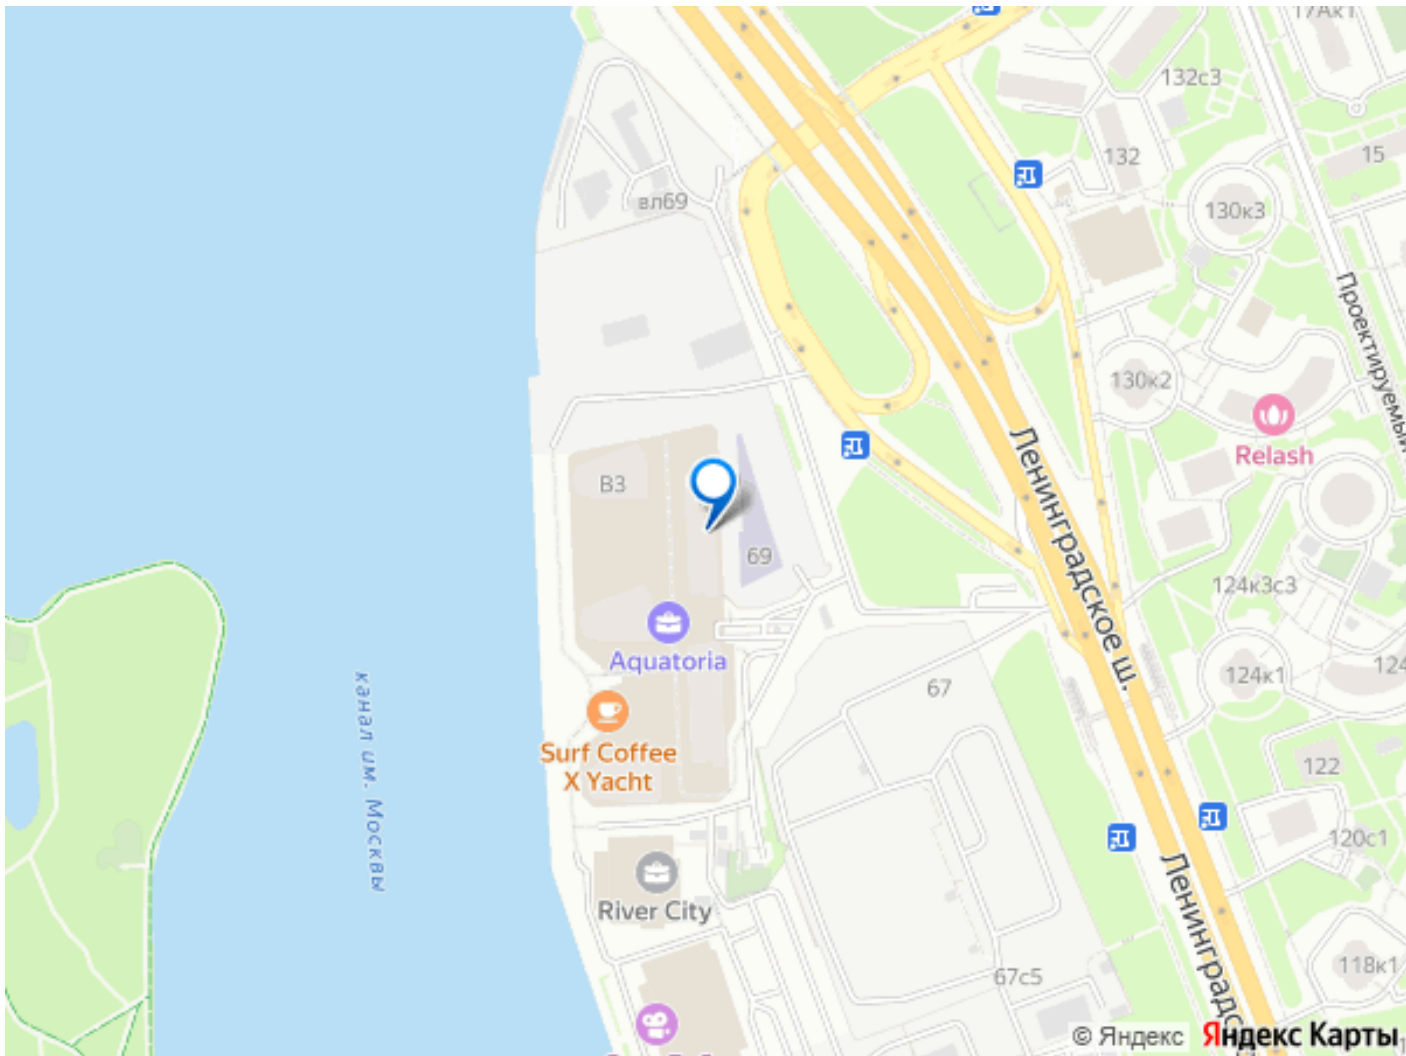 17Ак1
132с3
132
15
вл69
130к3
Проектируемый
130к2
Relash
Ленинградское ш.
В3
69
124к3с3
Aquatoria
67
124к1
124
канал им. Москвы
Surf Coffee
X Yacht
122
120с1
River City
Ленинградс
118к1
67с5
© Яндекс
Яндекс Карты